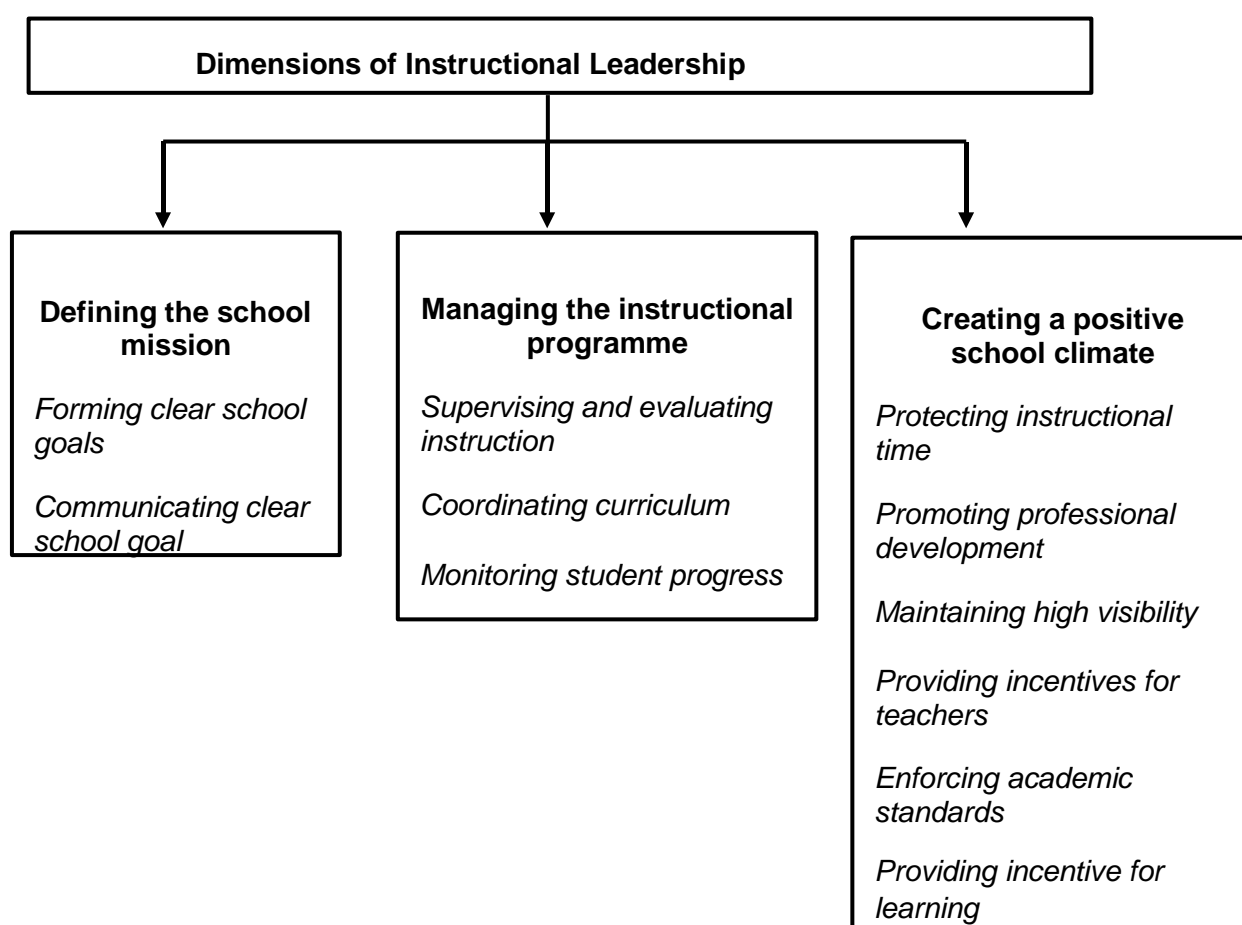 Dimensions of Instructional Leadership
Defining the school
mission
Forming clear school
goals
Communicating clear
school goal
Managing the instructional
programme
Supervising and evaluating
instruction
Coordinating curriculum
Monitoring student progress
Creating a positive
school climate
Protecting instructional
time
Promoting professional
development
Maintaining high visibility
Providing incentives for
teachers
Enforcing academic
standards
Providing incentive for
learning